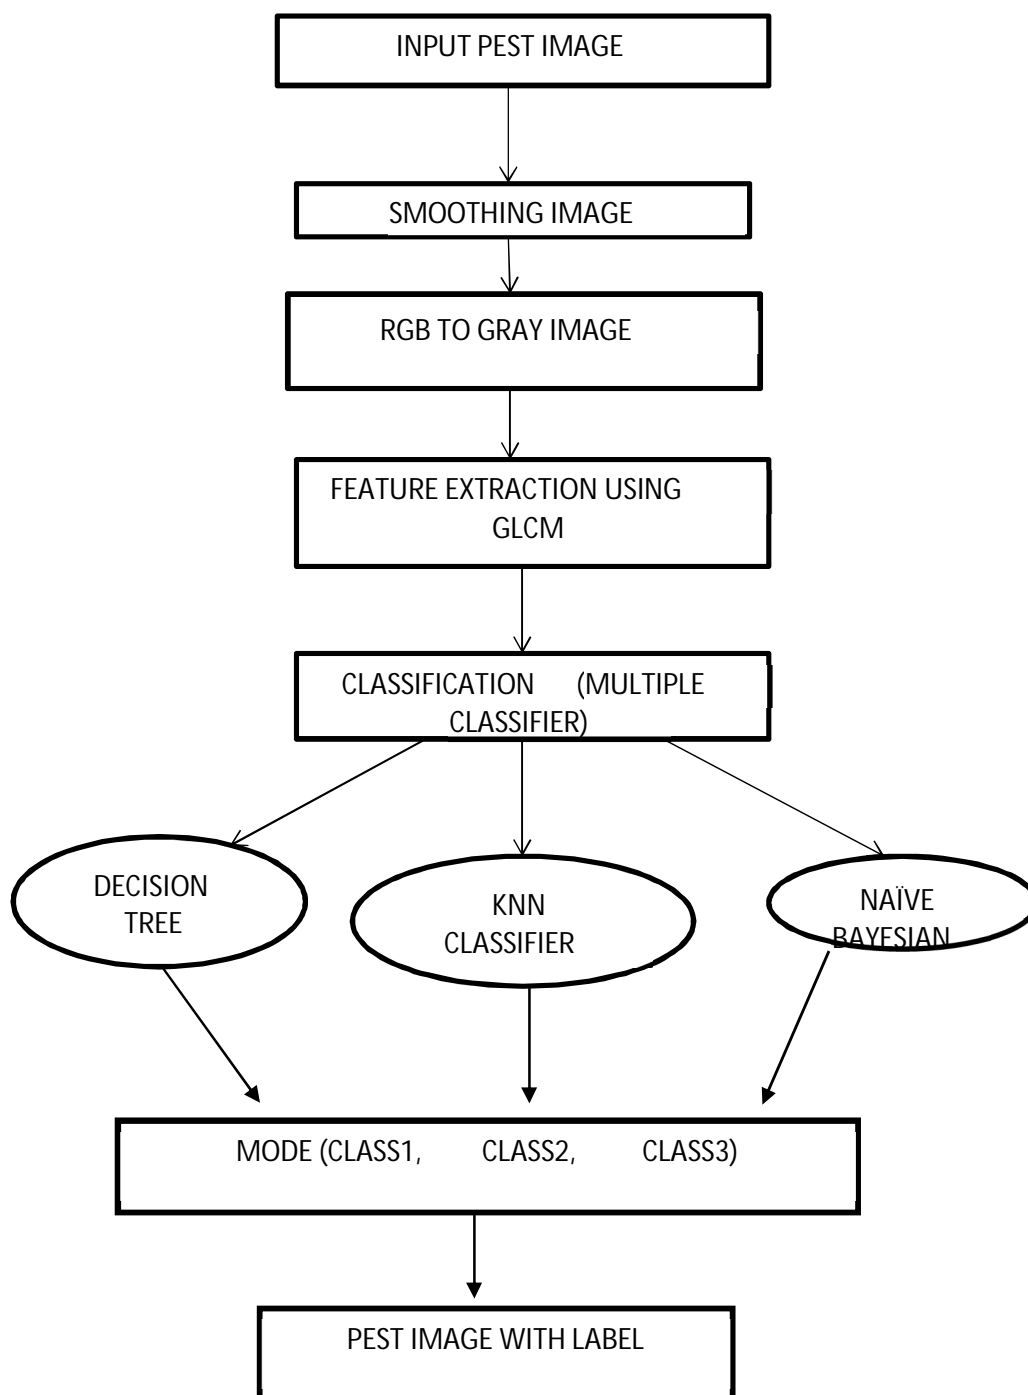 INPUT PEST IMAGE
SMOOTHING IMAGE
RGB TO GRAY IMAGE
FEATURE EXTRACTION USING
GLCM
CLASSIFICATION (MULTIPLE
CLASSIFIER)
DECISION
TREE
KNN
CLASSIFIER
NAÏVE
BAYESIAN
MODE (CLASS1, CLASS2, CLASS3)
PEST IMAGE WITH LABEL